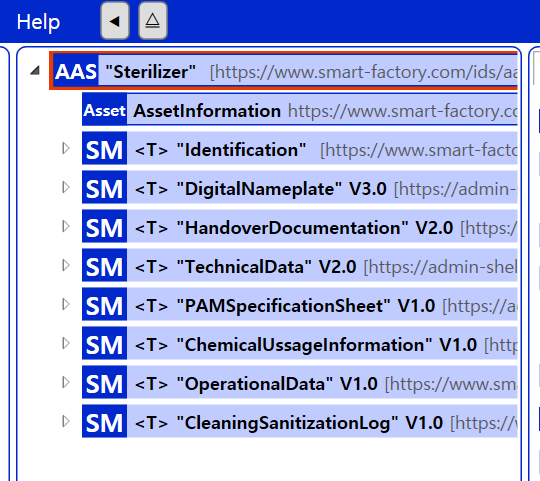 Help
AAS "Sterilizer" [https://www.smart-factory.com/ids/aa
Asset AssetInformation https://www.smart-factory.co
SM <T> "Identification" [https://www.smart-facto
SM <T> "DigitalNameplate" V3.0 [https://admin-
SM <T> "HandoverDocumentation" V2.0 [https:/
SM <T> "TechnicalData" V2.0 [https://admin-shel
SM <T> "PAMSpecificationSheet" V1.0 [https://a
SM <T> "ChemicalUssageInformation" V1.0 [http
SM <T> "OperationalData" V1.0 [https://www.sma
SM <T> "CleaningSanitizationLog" V1.0 [https://